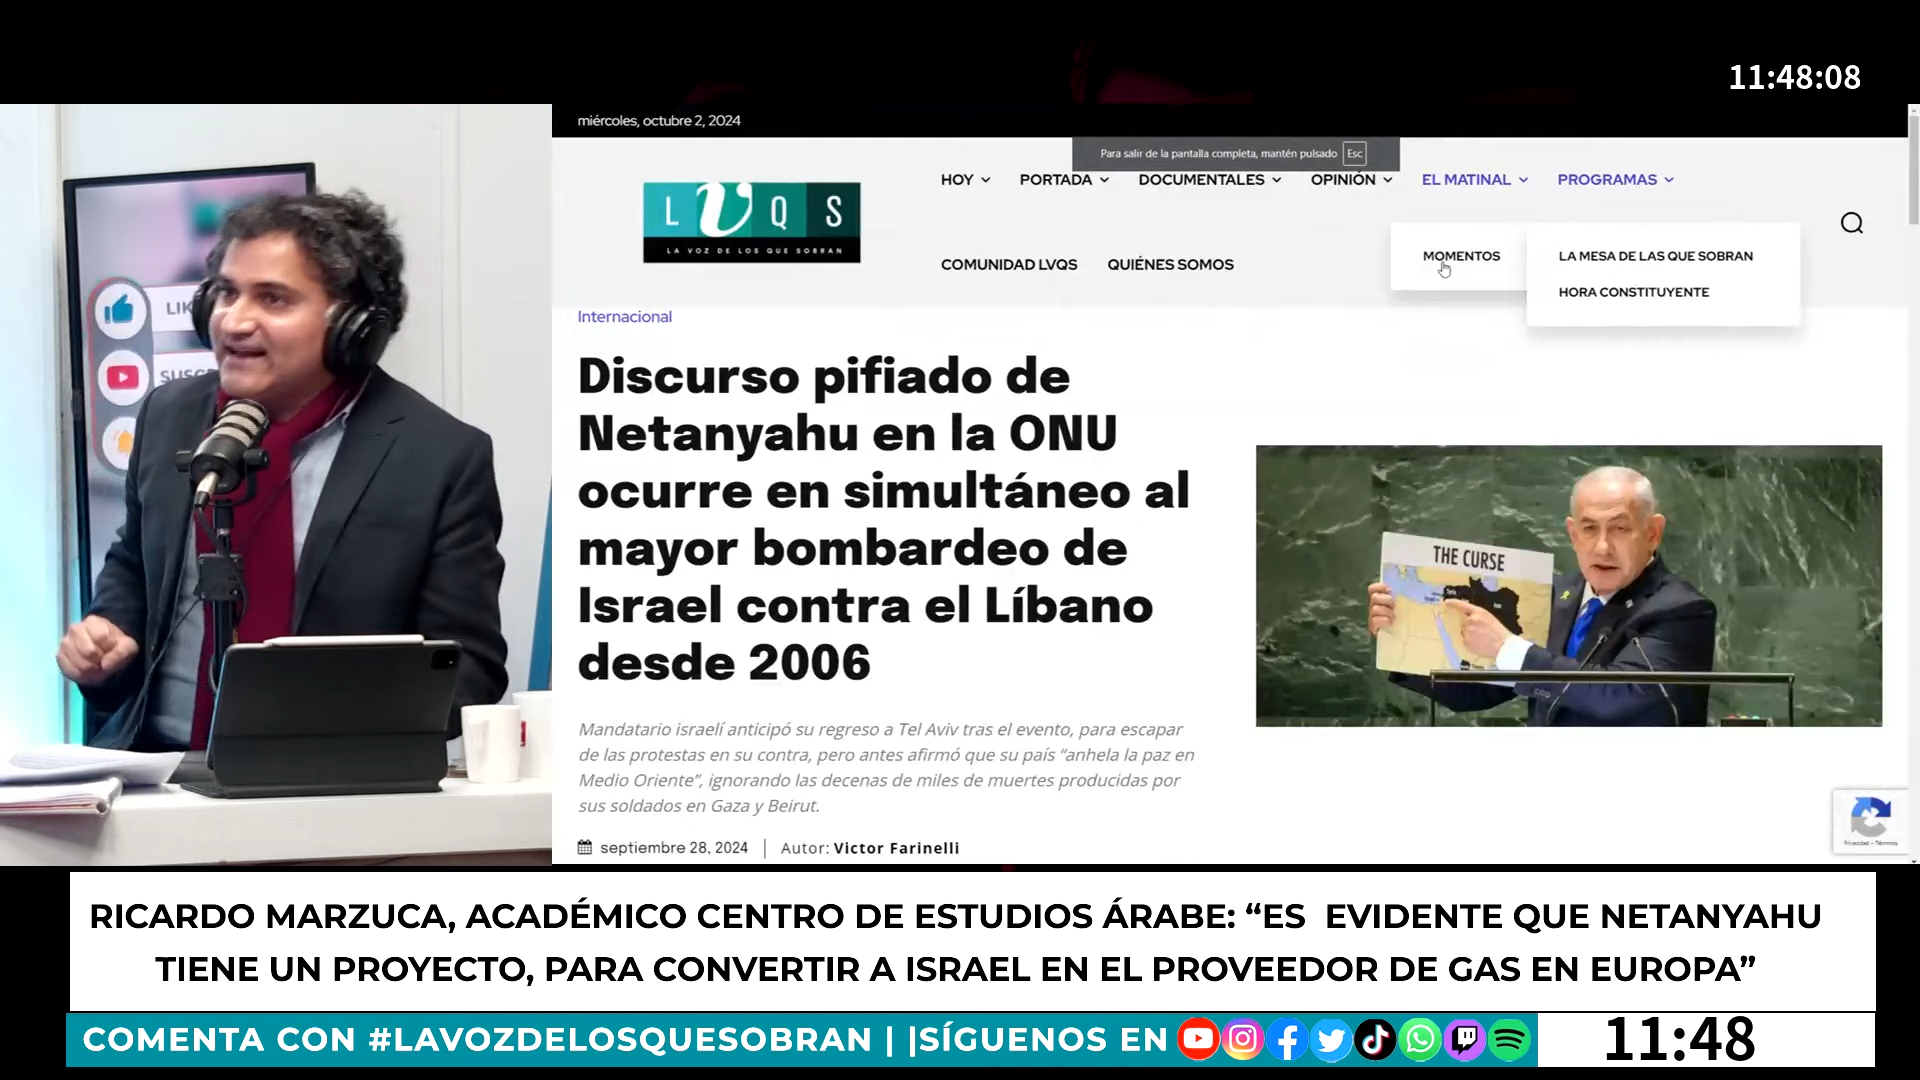 11:48:08
miércoles, octubre 2, 2024
Para salir de la pantalla completa, mantén pulsado Esc
HOY
PORTADA
DOCUMENTALES
OPINIÓN
EL MATINAL
PROGRAMAS
L V Q S
LA VOZ DE LOS QUE SOBRAN
COMUNIDAD LVQS
QUIÉNES SOMOS
MOMENTOS
LA MESA DE LAS QUE SOBRAN
HORA CONSTITUYENTE
LIK
SUSC
Internacional
Discurso pifiado de
Netanyahu en la ONU
ocurre en simultáneo al
mayor bombardeo de
Israel contra el Líbano
desde 2006
THE CURSE
Mandatario israelí anticipó su regreso a Tel Aviv tras el evento, para escapar
de las protestas en su contra, pero antes afirmó que su país “anhela la paz en
Medio Oriente”, ignorando las decenas de miles de muertes producidas por
sus soldados en Gaza y Beirut.
septiembre 28, 2024 | Autor: Victor Farinelli
Privacidad - Términos
RICARDO MARZUCA, ACADÉMICO CENTRO DE ESTUDIOS ÁRABE: “ES EVIDENTE QUE NETANYAHU
TIENE UN PROYECTO, PARA CONVERTIR A ISRAEL EN EL PROVEEDOR DE GAS EN EUROPA”
COMENTA CON #LAVOZDELOSQUESOBRAN | |SÍGUENOS EN
11:48